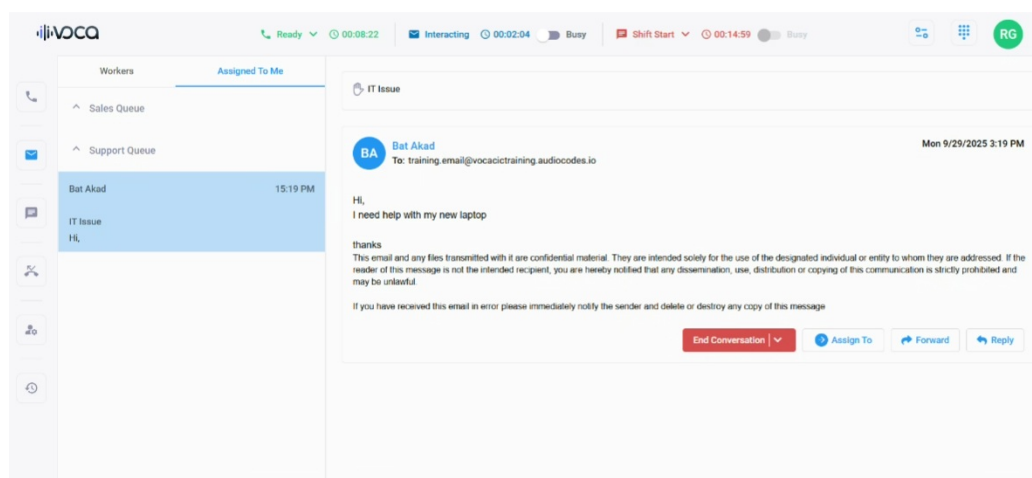 VOCA
Ready 00:08:22 Interacting 00:02:04 Busy Shift Start 00:14:59 Busy RG
Workers Assigned To Me
Sales Queue
Support Queue
Bat Akad 15:19 PM
IT Issue
Hi,
IT Issue
BA
Bat Akad Mon 9/29/2025 3:19 PM
To: training.email@vocacictraining.audiocodes.io
Hi,
I need help with my new laptop
thanks
This email and any files transmitted with it are confidential material. They are intended solely for the use of the designated individual or entity to whom they are addressed. If the
reader of this message is not the intended recipient, you are hereby notified that any dissemination, use, distribution or copying of this communication is strictly prohibited and
may be unlawful.
If you have received this email in error please immediately notify the sender and delete or destroy any copy of this message
End Conversation Assign To Forward Reply